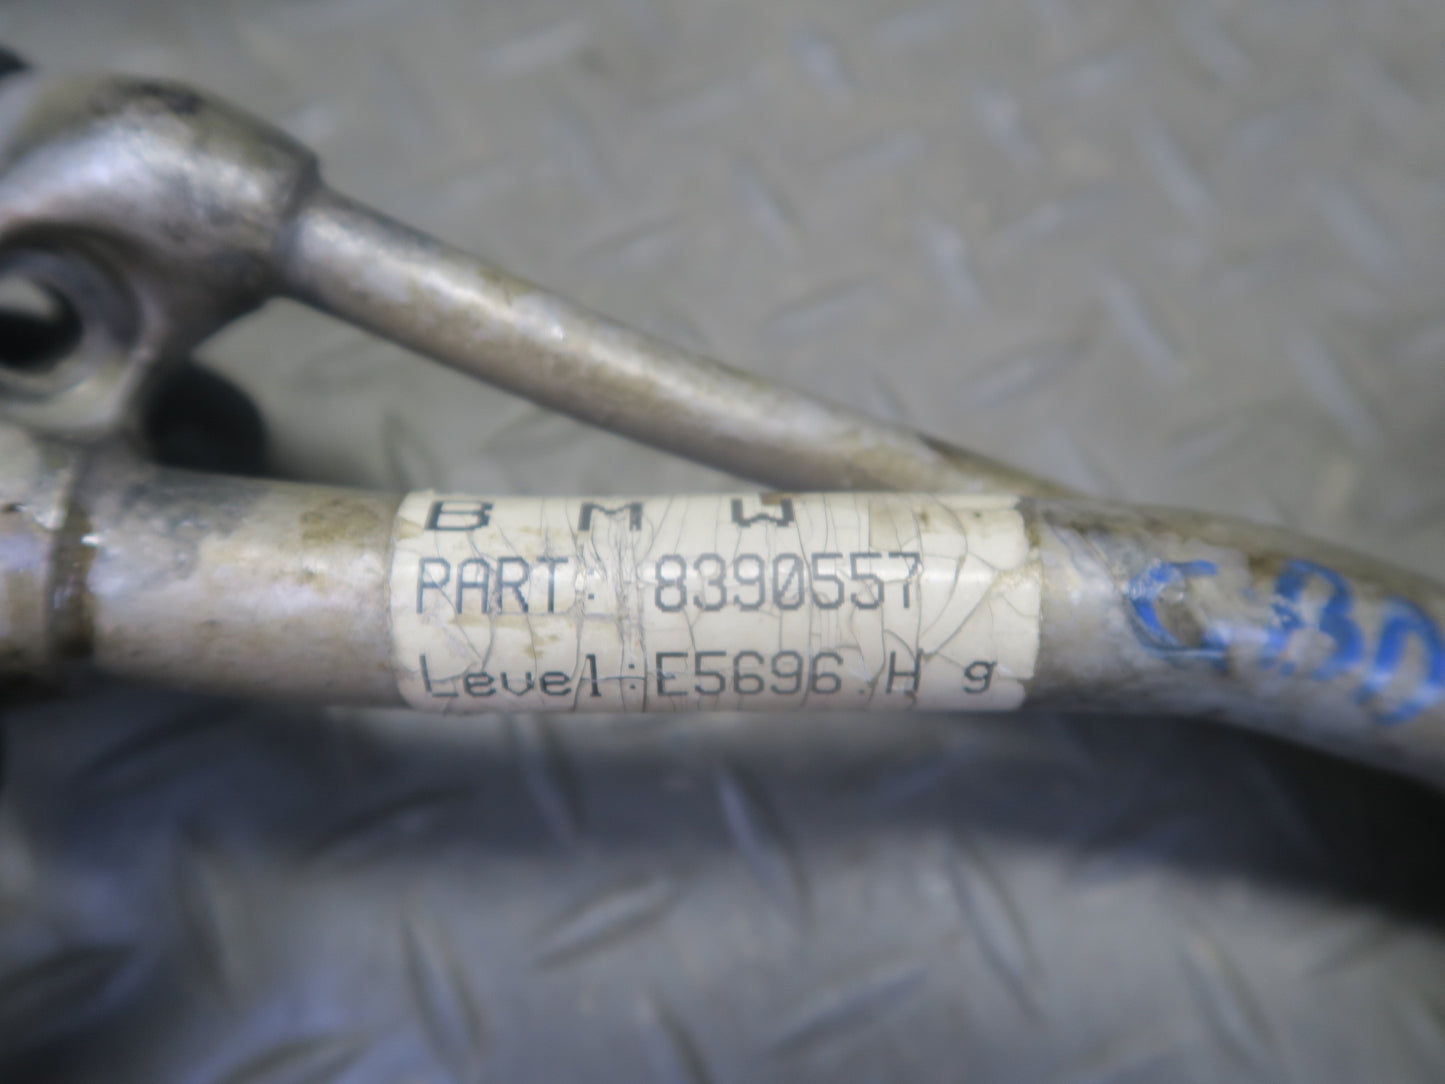 B M W
PART: 8390557
Level:E5696.H g